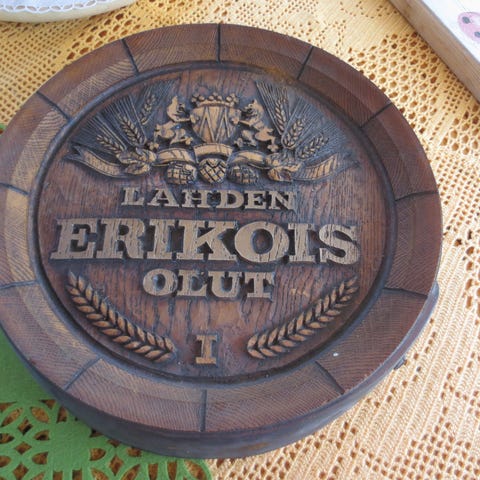 LAHDEN
ERIKOIS
OLUT
I